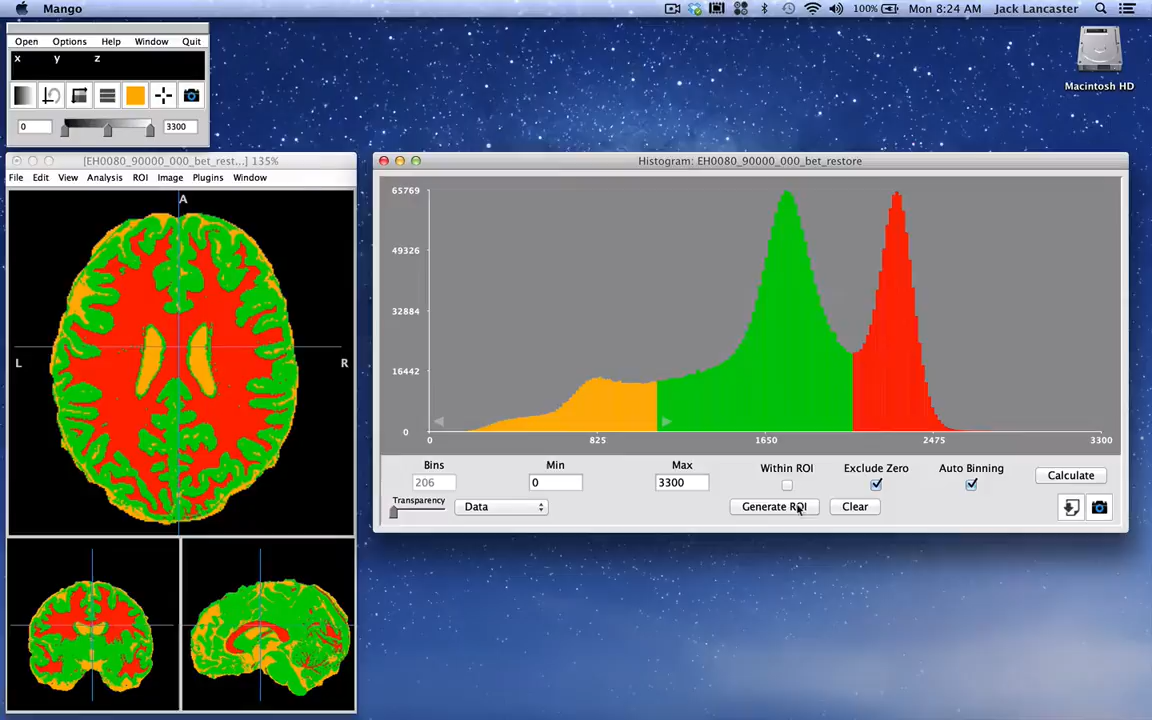 Mango
100%
Mon 8:24 AM
Jack Lancaster
Open Options Help Window Quit
x y z
0
3300
Macintosh HD
[EH0080_90000_000_bet_rest...] 135%
File Edit View Analysis ROI Image Plugins Window
A
L
R
Histogram: EH0080_90000_000_bet_restore
65769
49326
32884
16442
0
0 825 1650 2475 3300
Bins Min Max Within ROI Exclude Zero Auto Binning
206 0 3300
Calculate
Transparency
Data
Generate ROI
Clear